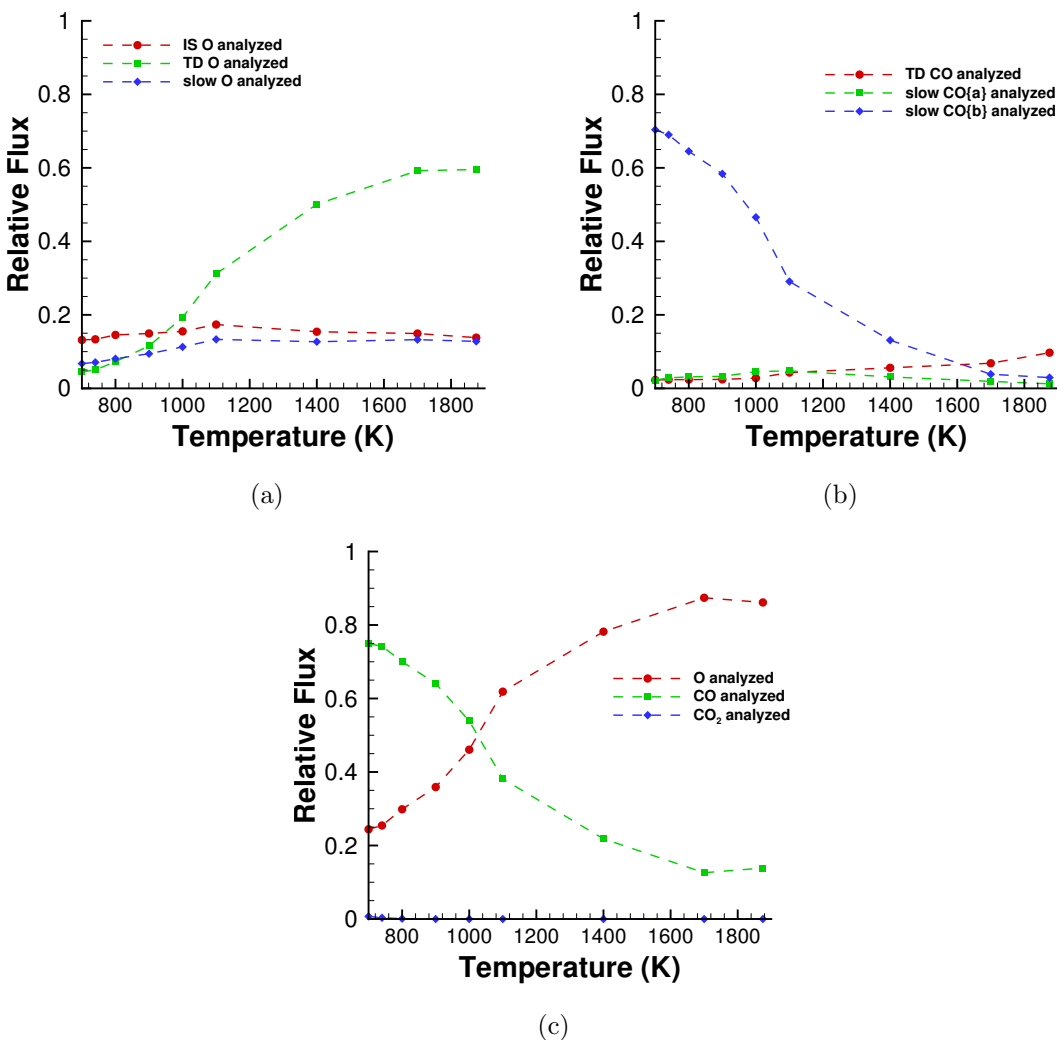 1
0.8
0.6
0.4
0.2
0
Relative Flux
IS O analyzed
TD O analyzed
slow O analyzed
800 1000 1200 1400 1600 1800
Temperature (K)
(a)
1
0.8
0.6
0.4
0.2
0
Relative Flux
TD CO analyzed
slow CO{a} analyzed
slow CO{b} analyzed
800 1000 1200 1400 1600 1800
Temperature (K)
(b)
1
0.8
0.6
0.4
0.2
0
Relative Flux
O analyzed
CO analyzed
CO₂ analyzed
800 1000 1200 1400 1600 1800
Temperature (K)
(c)